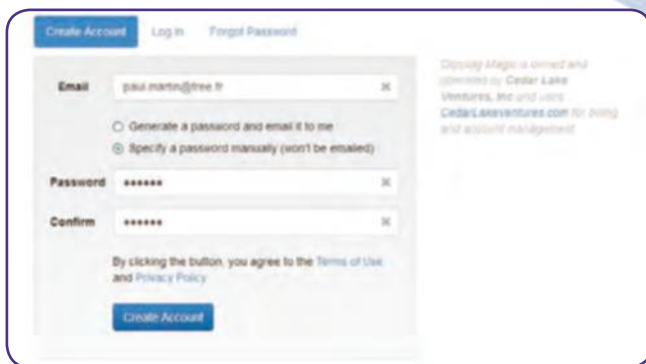 Create Account Log In Forgot Password
Email paul.martin@free.fr
Generate a password and email it to me
Specify a password manually (won't be emailed)
Password ●●●●●●
Confirm ●●●●●●
By clicking the button, you agree to the Terms of Use
and Privacy Policy
Create Account
Clipping Magic is owned and
operated by Cedar Lake
Ventures, Inc and uses
CedarLakeVentures.com for billing
and account management